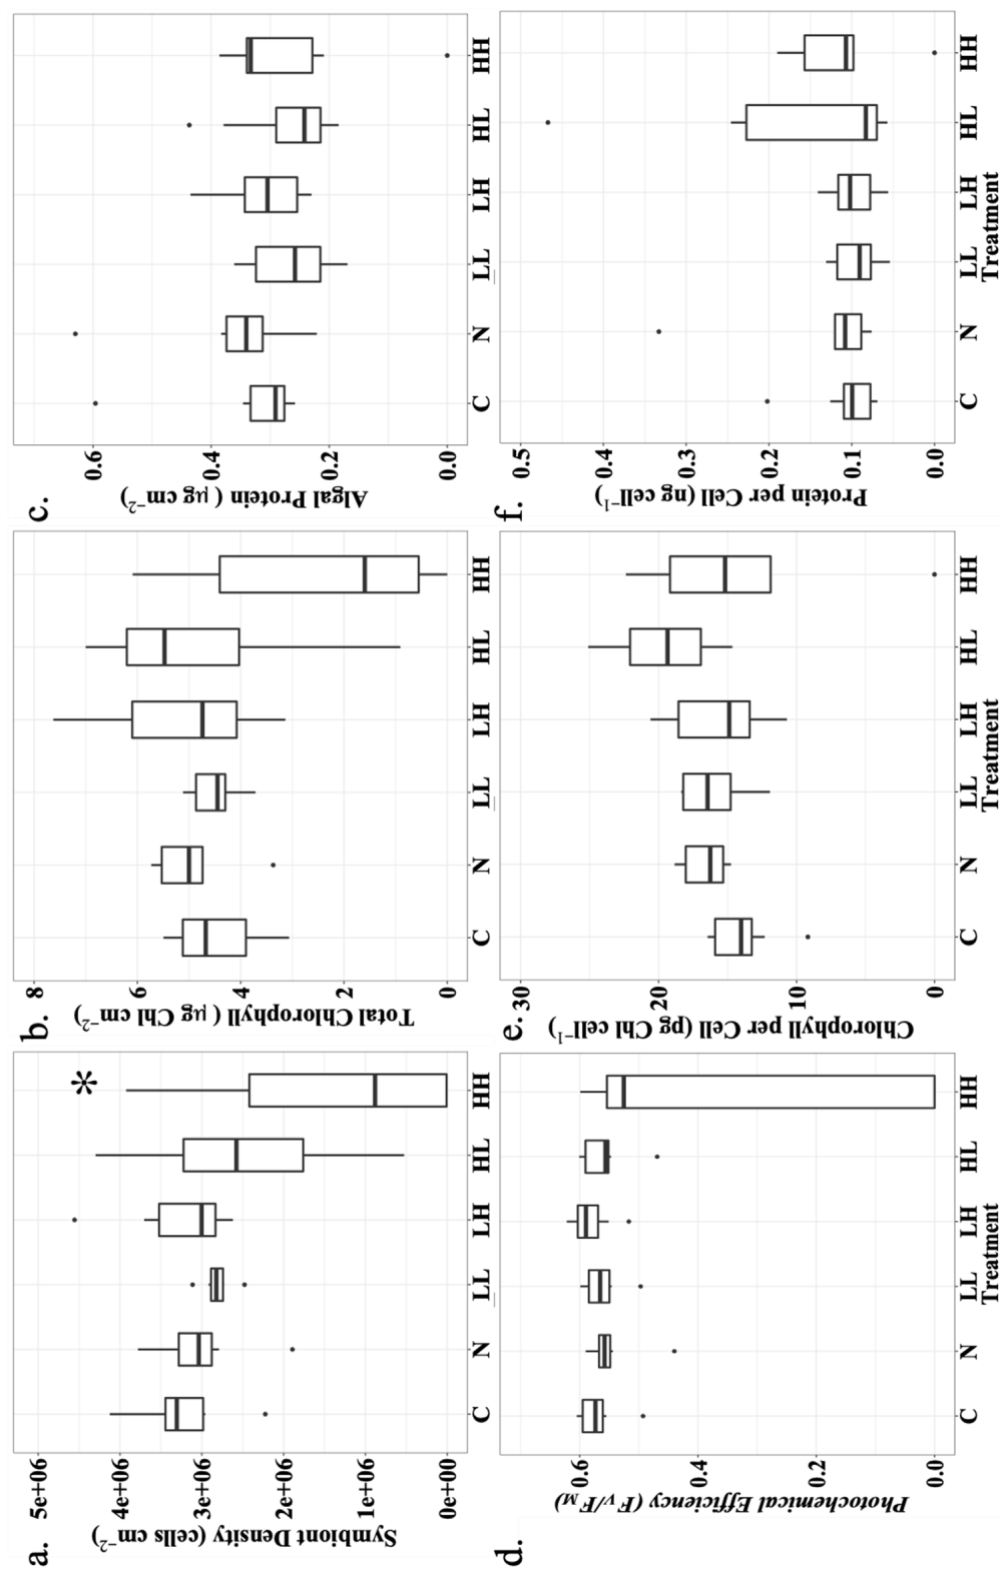 a.
Symbiont Density (cells cm⁻²)
5e+06
4e+06
3e+06
2e+06
1e+06
0e+00
C N LL LH HL HH
*
b.
Total Chlorophyll (µg Chl cm⁻²)
8
6
4
2
0
C N LL LH HL HH
c.
Algal Protein (µg cm⁻²)
0.6
0.4
0.2
0.0
C N LL LH HL HH
d.
Photochemical Efficiency (Fᵥ/Fᴍ)
0.6
0.4
0.2
0.0
C N LL LH HL HH
Treatment
e.
Chlorophyll per Cell (pg Chl cell⁻¹)
30
20
10
0
C N LL LH HL HH
Treatment
f.
Protein per Cell (ng cell⁻¹)
0.5
0.4
0.3
0.2
0.1
0.0
C N LL LH HL HH
Treatment